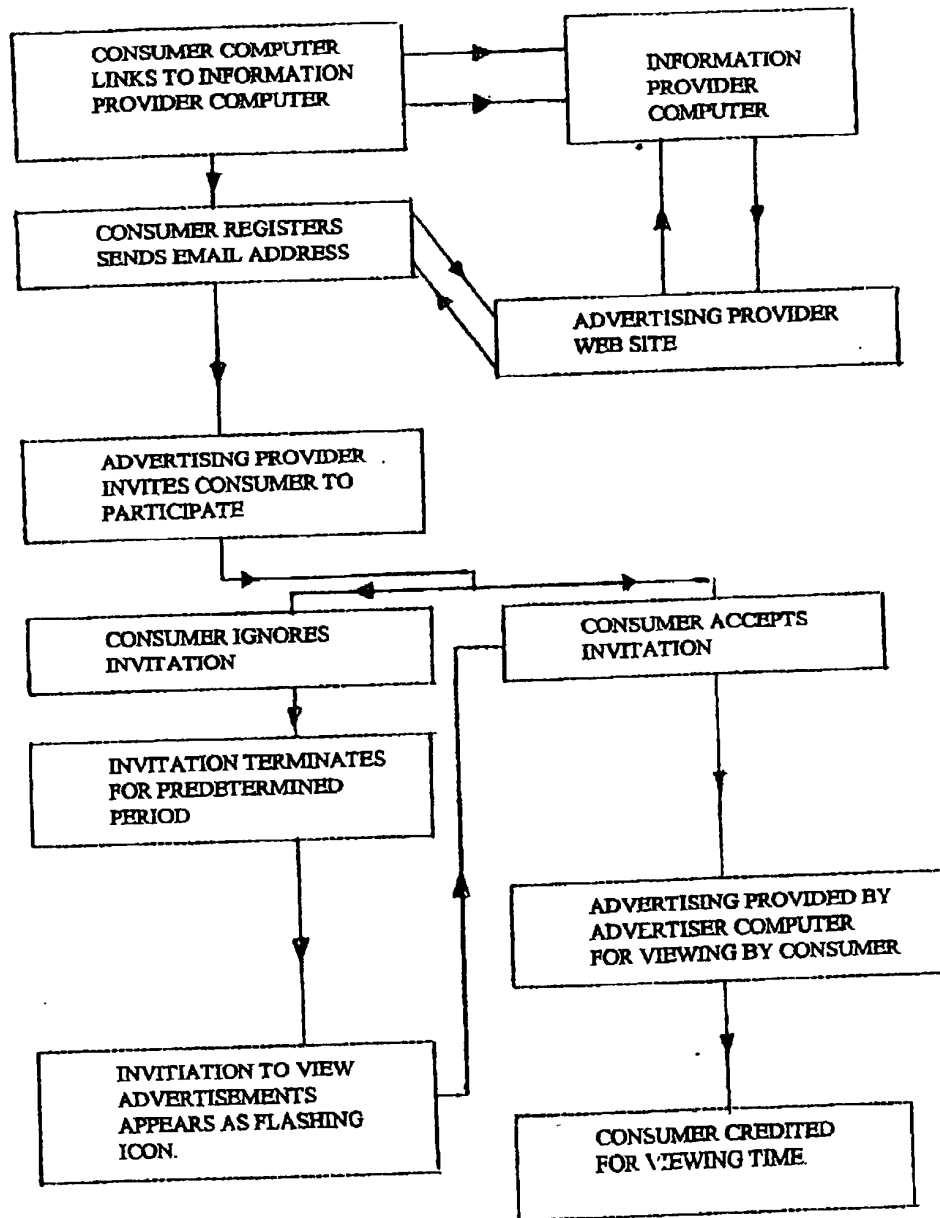 CONSUMER COMPUTER
LINKS TO INFORMATION
PROVIDER COMPUTER
INFORMATION
PROVIDER
COMPUTER
CONSUMER REGISTERS
SENDS EMAIL ADDRESS
ADVERTISING PROVIDER
WEB SITE
ADVERTISING PROVIDER
INVITES CONSUMER TO
PARTICIPATE
CONSUMER IGNORES
INVITATION
CONSUMER ACCEPTS
INVITATION
INVITATION TERMINATES
FOR PREDETERMINED
PERIOD
ADVERTISING PROVIDED BY
ADVERTISER COMPUTER
FOR VIEWING BY CONSUMER
INVITIATION TO VIEW
ADVERTISEMENTS
APPEARS AS FLASHING
ICON.
CONSUMER CREDITED
FOR VIEWING TIME.